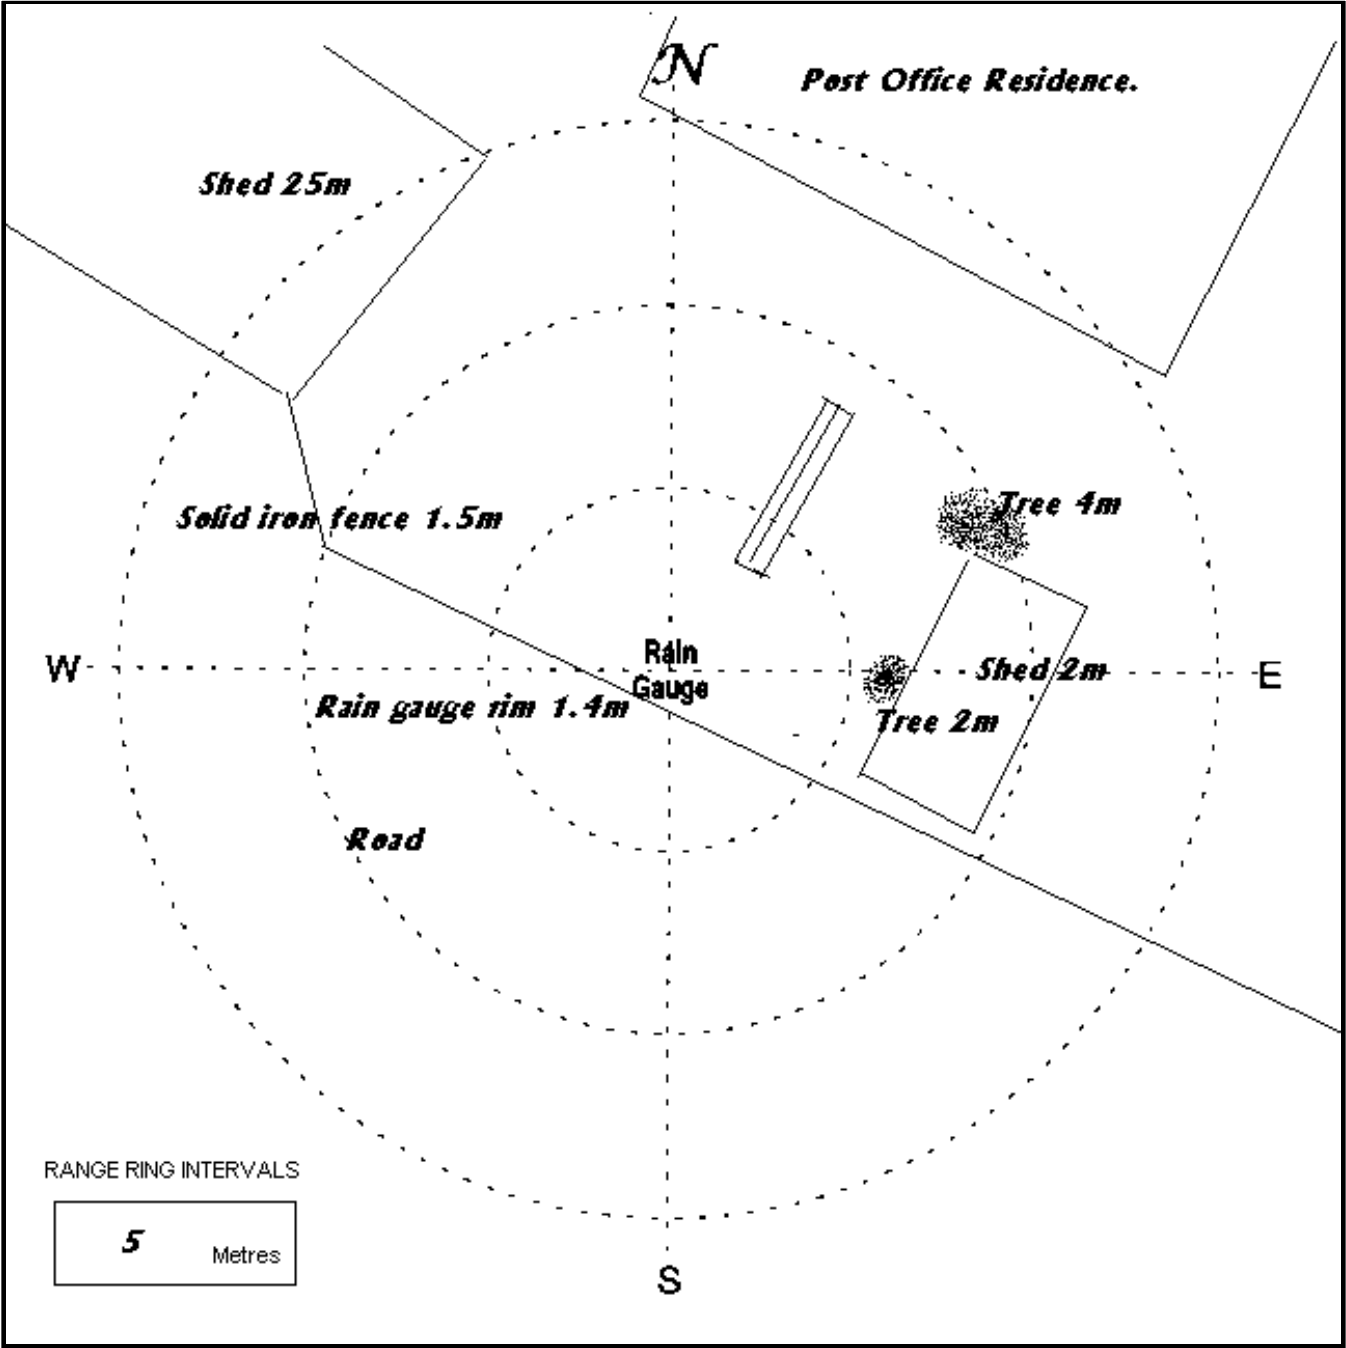 N
Post Office Residence.
Shed 25m
Tree 4m
Solid iron fence 1.5m
Rain
Gauge
W
E
Shed 2m
Rain gauge rim 1.4m
Tree 2m
Road
RANGE RING INTERVALS
5 Metres
S